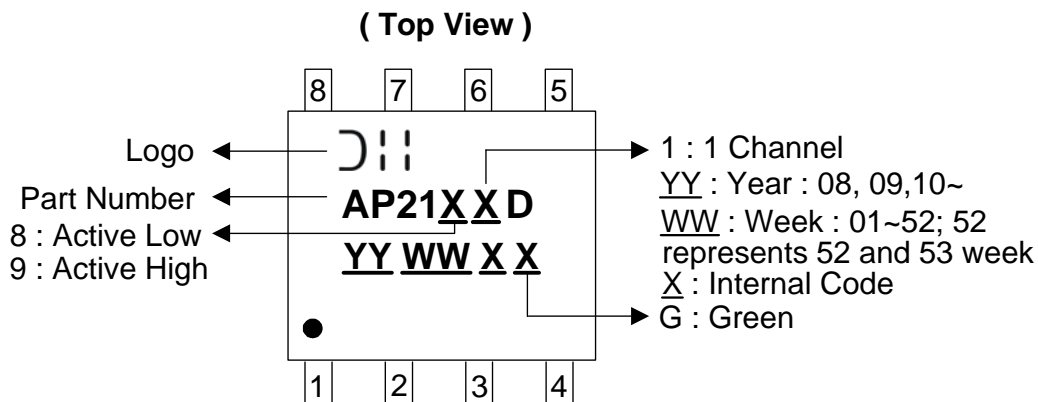 ( Top View )
8 7 6 5
Logo
Part Number
8 : Active Low
9 : Active High
AP21XXD
YY WW X X
1 : 1 Channel
YY : Year : 08, 09,10~
WW : Week : 01~52; 52
represents 52 and 53 week
X : Internal Code
G : Green
1 2 3 4